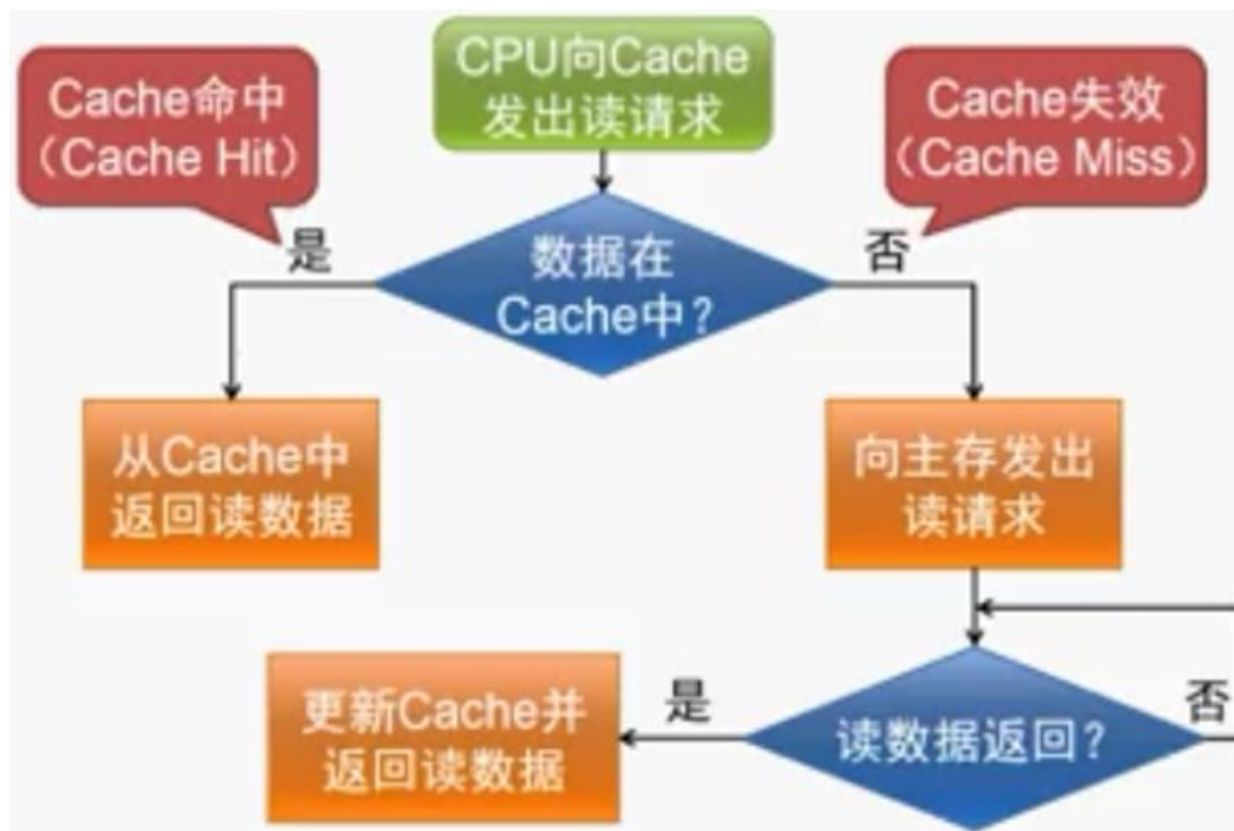 CPU向Cache
发出读请求
Cache命中
（Cache Hit）
Cache失效
（Cache Miss）
是
否
数据在
Cache中？
从Cache中
返回读数据
向主存发出
读请求
更新Cache并
返回读数据
是
读数据返回？
否